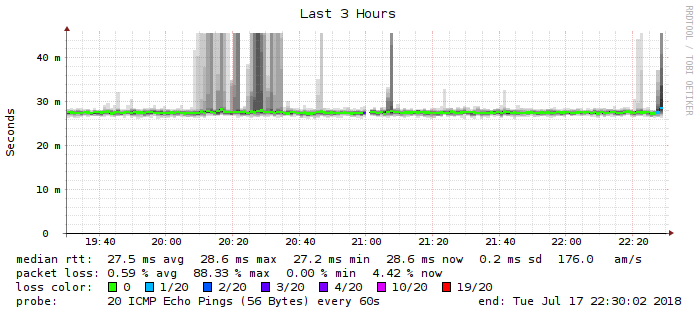 Last 3 Hours
RRDTOOL / TOBI OETIKER
Seconds
40 m
30 m
20 m
10 m
0
19:40 20:00 20:20 20:40 21:00 21:20 21:40 22:00 22:20
median rtt: 27.5 ms avg 28.6 ms max 27.2 ms min 28.6 ms now 0.2 ms sd 176.0 am/s
packet loss: 0.59 % avg 88.33 % max 0.00 % min 4.42 % now
loss color: 0 1/20 2/20 3/20 4/20 10/20 19/20
probe: 20 ICMP Echo Pings (56 Bytes) every 60s end: Tue Jul 17 22:30:02 2018